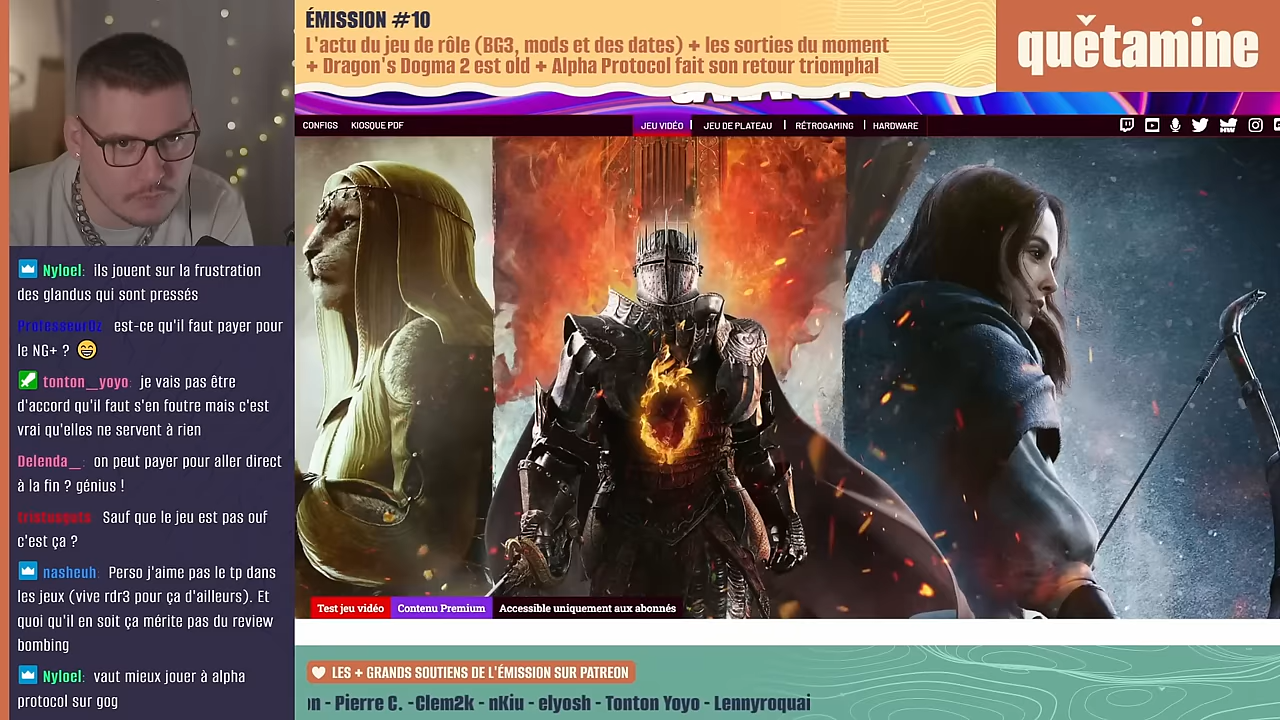 ÉMISSION #10
L'actu du jeu de rôle (BG3, mods et des dates) + les sorties du moment
+ Dragon's Dogma 2 est old + Alpha Protocol fait son retour triomphal
quětamine
CONFIGS KIOSQUE PDF JEU VIDÉO | JEU DE PLATEAU | RÉTROGAMING | HARDWARE
Nyloel: ils jouent sur la frustration
des glandus qui sont pressés
ProfesseurOz: est-ce qu'il faut payer pour
le NG+ ? 😁
tonton_yoyo: je vais pas être
d'accord qu'il faut s'en foutre mais c'est
vrai qu'elles ne servent à rien
Delenda_: on peut payer pour aller direct
à la fin ? génius !
Sauf que le jeu est pas ouf
c'est ça ?
nasheuh: Perso j'aime pas le tp dans
les jeux (vive rdr3 pour ça d'ailleurs). Et
quoi qu'il en soit ça mérite pas du review
bombing
Nyloel: vaut mieux jouer à alpha
protocol sur gog
Test jeu vidéo Contenu Premium Accessible uniquement aux abonnés
LES + GRANDS SOUTIENS DE L'ÉMISSION SUR PATREON
- Pierre C. -Clem2k - nKiu - elyosh - Tonton Yoyo - Lennyroquai